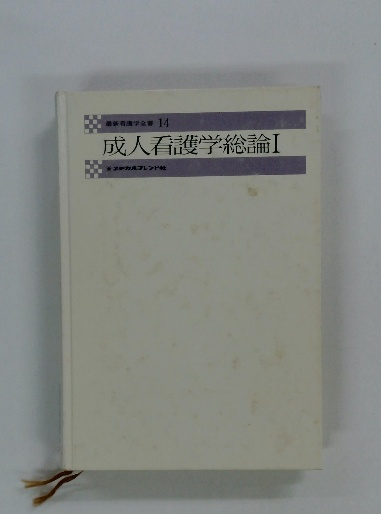 最新看護学全書 14
成人看護学総論I
メヂカルフレンド社